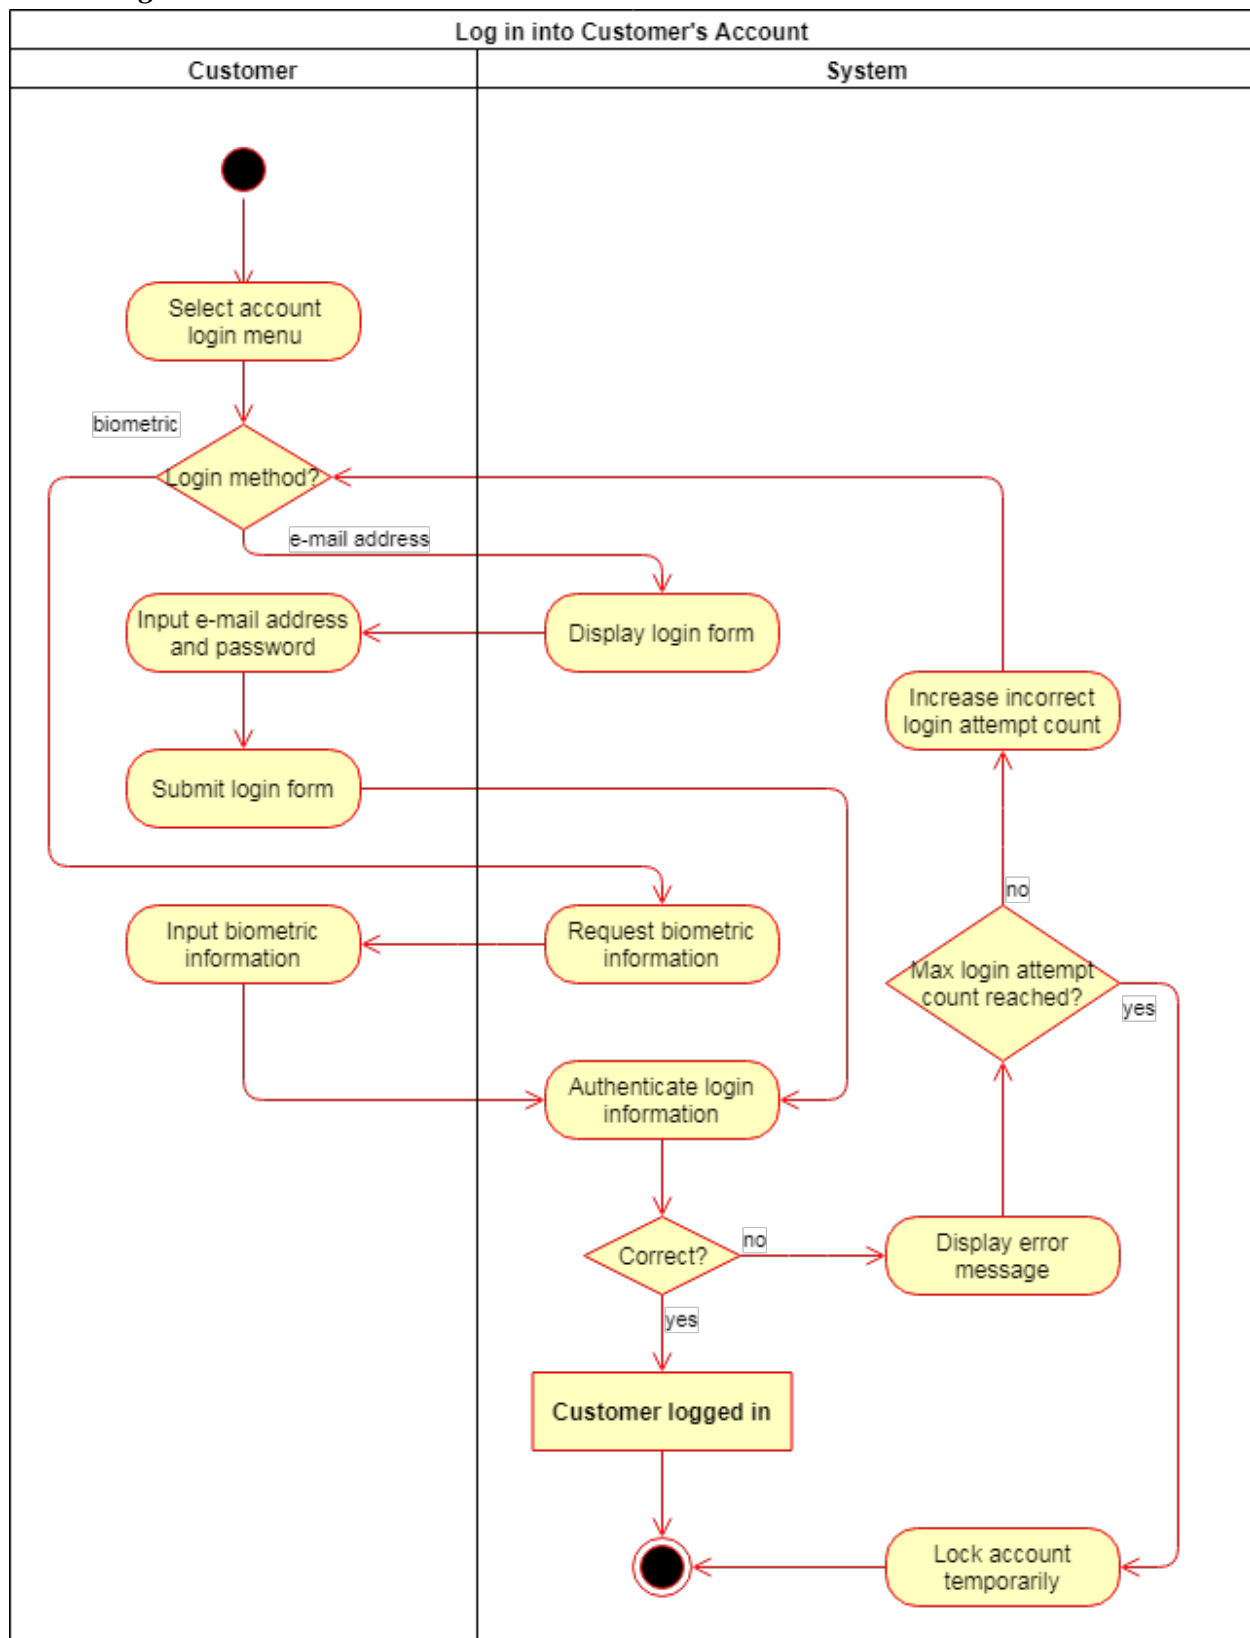 Log in into Customer's Account
Customer
System
Select account
login menu
biometric
Login method?
e-mail address
Input e-mail address
and password
Display login form
Increase incorrect
login attempt count
Submit login form
no
Input biometric
information
Request biometric
information
Max login attempt
count reached?
yes
Authenticate login
information
Correct?
no
Display error
message
yes
Customer logged in
Lock account
temporarily